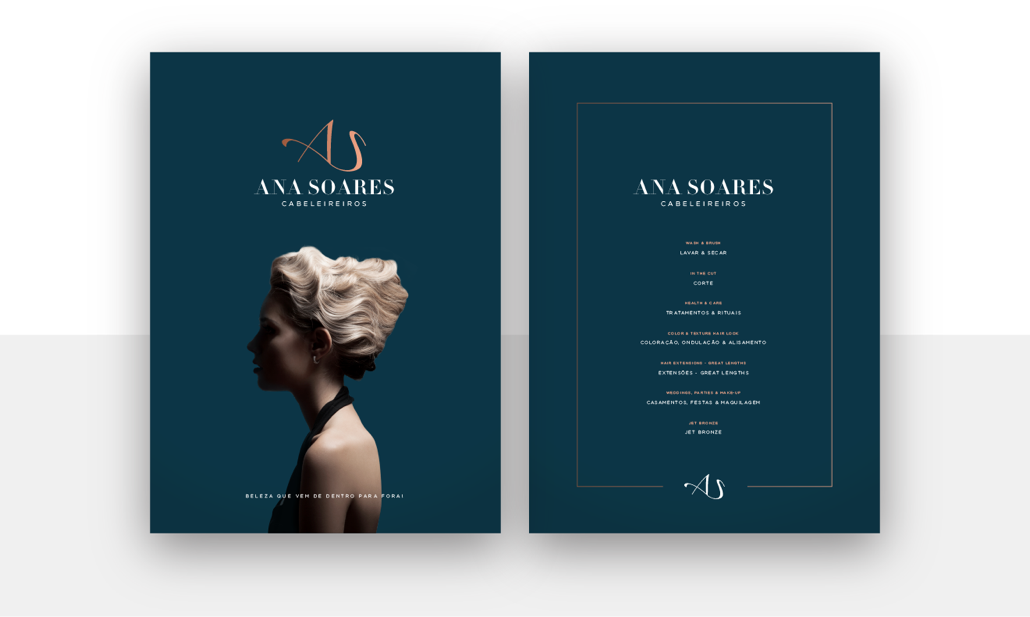 AS
ANA SOARES
CABELEIREIROS
BELEZA QUE VEM DE DENTRO PARA FORA!
ANA SOARES
CABELEIREIROS
WASH & BRUSH
LAVAR & SECAR
IN THE CUT
CORTE
HEALTH & CARE
TRATAMENTOS & RITUAIS
COLOR & TEXTURE HAIR LOOK
COLORAÇÃO, ONDULAÇÃO & ALISAMENTO
HAIR EXTENSIONS - GREAT LENGTHS
EXTENSÕES - GREAT LENGTHS
WEDDINGS, PARTIES & MAKE-UP
CASAMENTOS, FESTAS & MAQUILAGEM
JET BRONZE
JET BRONZE
AS